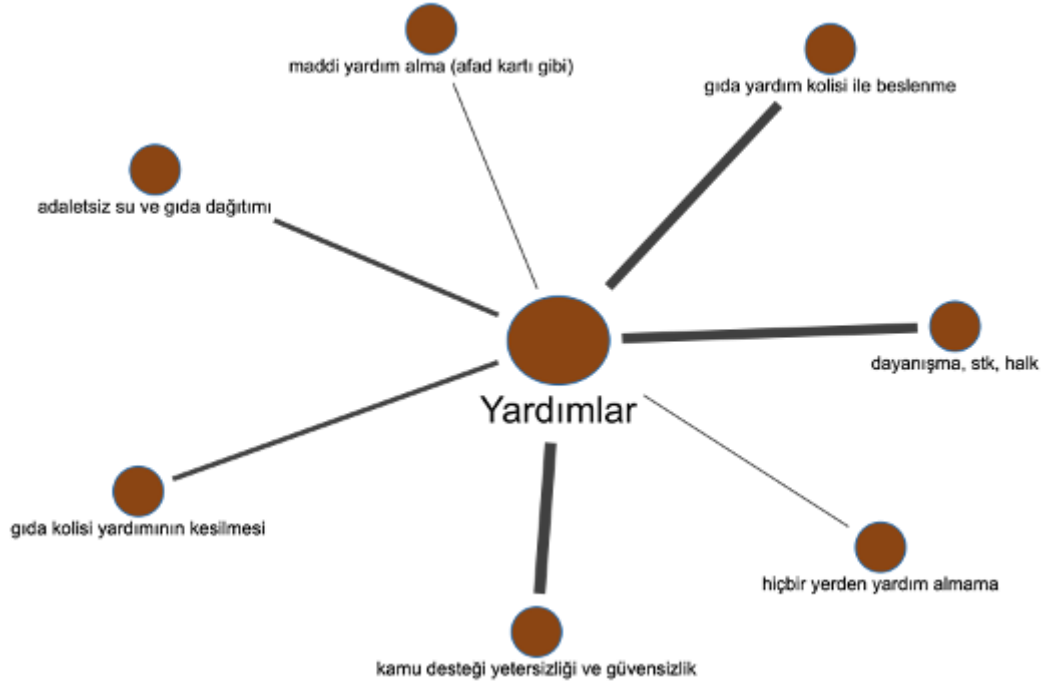 maddi yardım alma (afad kartı gibi)
gıda yardım kolisi ile beslenme
adaletsiz su ve gıda dağıtımı
dayanışma, stk, halk
Yardımlar
gıda kolisi yardımının kesilmesi
hiçbir yerden yardım almama
kamu desteği yetersizliği ve güvensizlik